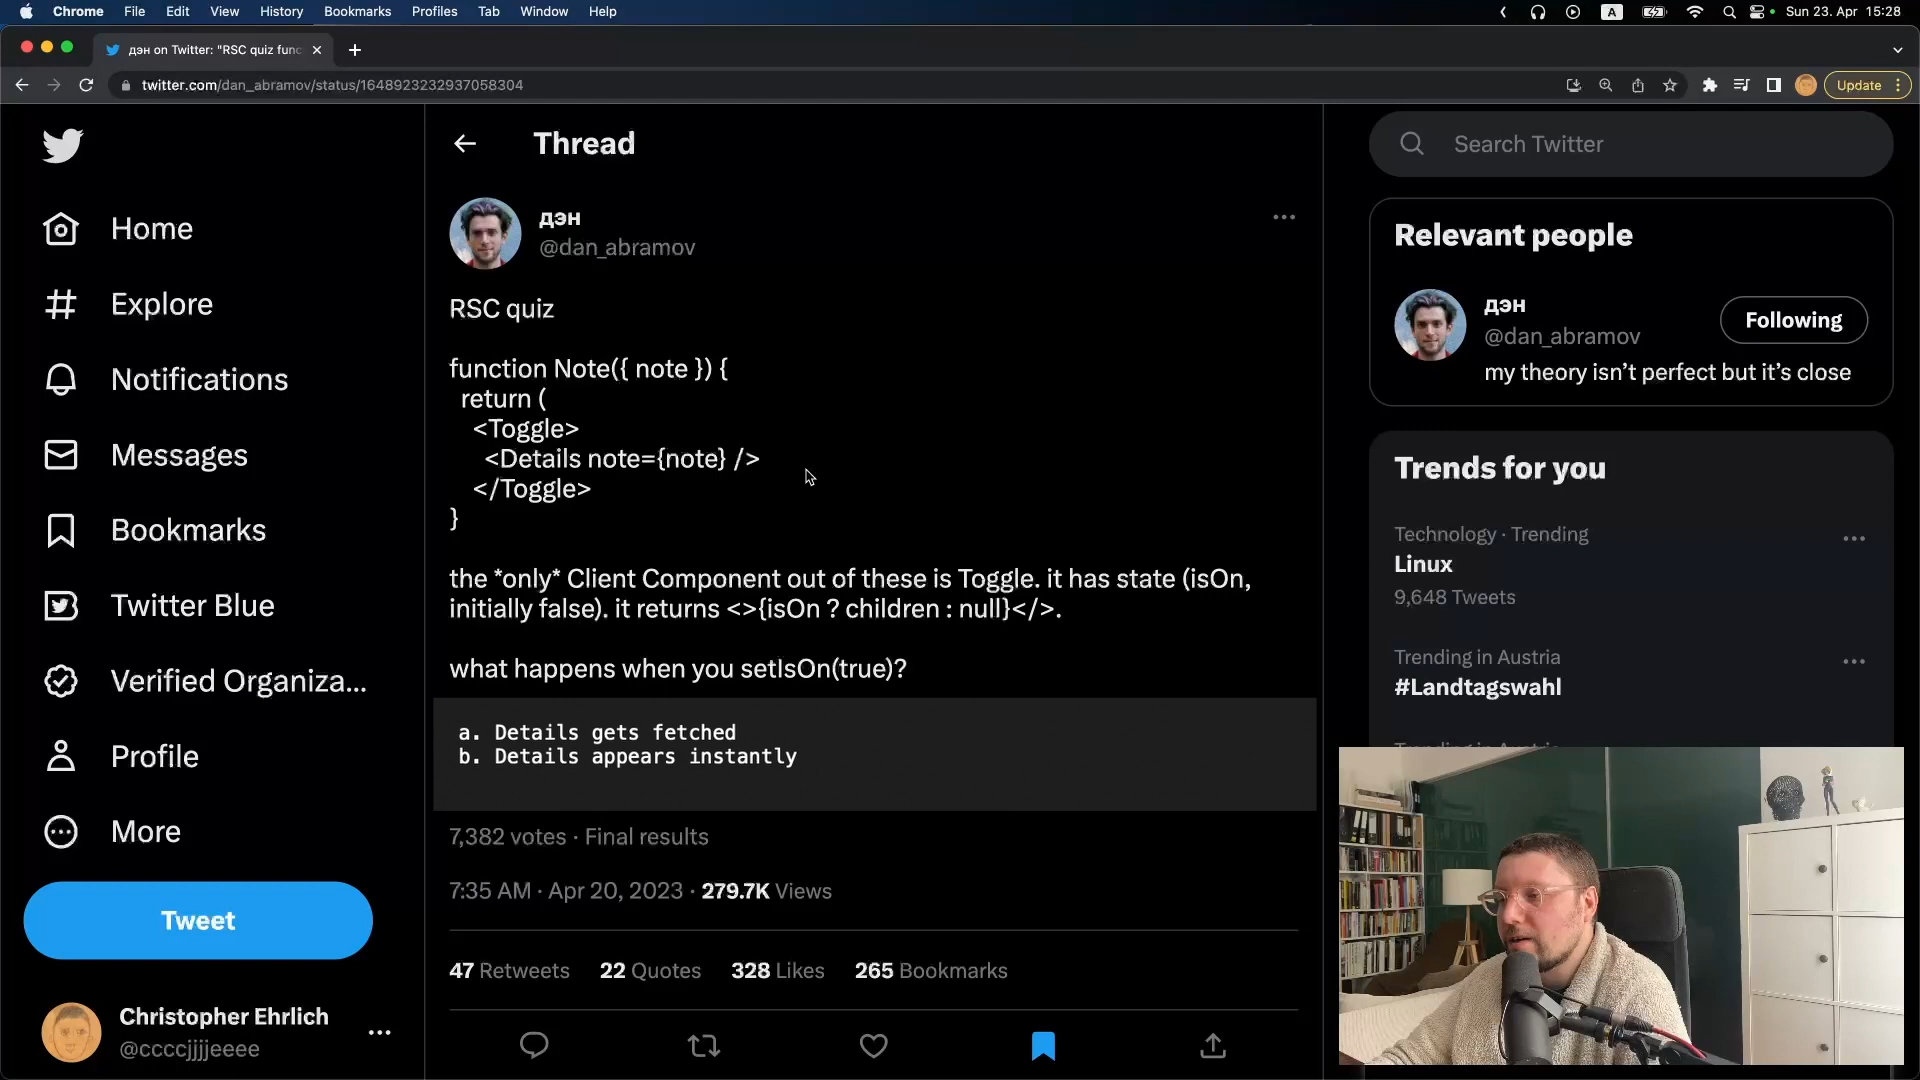 Chrome File Edit View History Bookmarks Profiles Tab Window Help
A
Sun 23. Apr 15:28
дэн on Twitter: "RSC quiz func
twitter.com/dan_abramov/status/1648923232937058304
Update
Home
Explore
Notifications
Messages
Bookmarks
Twitter Blue
Verified Organiza...
Profile
More
Tweet
Christopher Ehrlich
@ccccjjjjeeee
Thread
дэн
@dan_abramov
RSC quiz
function Note({ note }) {
return (
<Toggle>
<Details note={note} />
</Toggle>
}
the *only* Client Component out of these is Toggle. it has state (isOn,
initially false). it returns <>{isOn ? children : null}</>.
what happens when you setIsOn(true)?
a. Details gets fetched
b. Details appears instantly
7,382 votes · Final results
7:35 AM · Apr 20, 2023 · 279.7K Views
47 Retweets 22 Quotes 328 Likes 265 Bookmarks
Search Twitter
Relevant people
дэн
@dan_abramov
Following
my theory isn’t perfect but it’s close
Trends for you
Technology · Trending
Linux
9,648 Tweets
Trending in Austria
#Landtagswahl